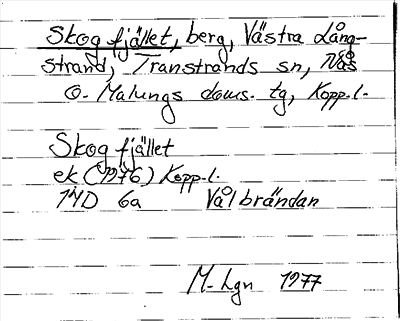 Skogfjället, berg, Västra Lång-
strand, Transtrands sn, Nås
o. Malungs doms. tg, Kopp.l.
Skogfjället
ek. (1976) Kopp.l.
14D 6a Vålbrändan
M. Lgn 1977